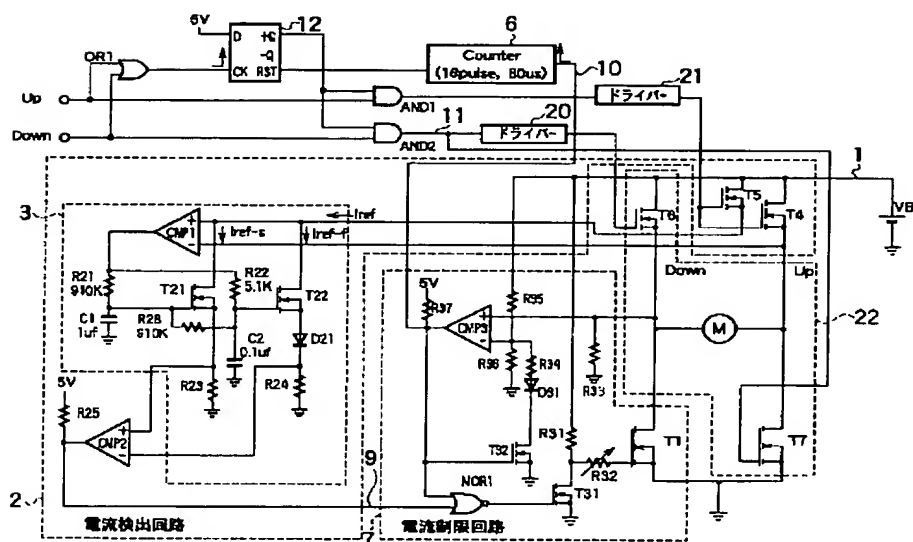 5V
12
D
+Q
-Q
CK
RST
OR1
6
Counter
(16pulse, 80us)
10
21
ドライバー
Up
AND1
11
20
ドライバー
Down
AND2
1
3
Iref
T6
T5
T4
VB
CMP1
Iref-s
Iref-f
Down
Up
R21
910K
R22
5.1K
T21
T22
5V
R37
R35
CMP3
M
22
C1
1uf
R28
910K
C2
0.1uf
D21
R36
R34
R33
D31
5V
R23
R24
R25
R31
T32
T1
T7
CMP2
R32
NOR1
T31
2
9
7
電流検出回路
電流制限回路